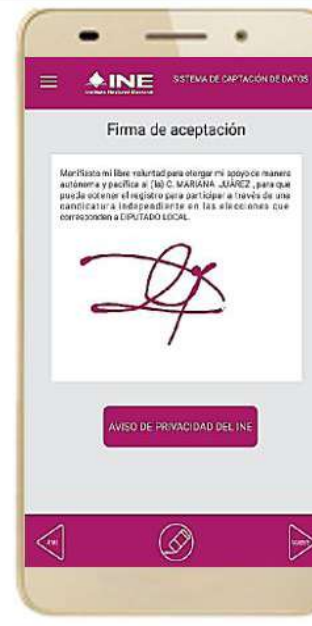 INE
Instituto Nacional Electoral
SISTEMA DE CAPTACIÓN DE DATOS
Firma de aceptación
Manifiesto mi libre voluntad para otorgar mi apoyo de manera
autónoma y pacífica al (la) C. MARIANA JUÁREZ , para que
pueda obtener el registro para participar a través de una
candidatura independiente en las elecciones que
corresponden a DIPUTADO LOCAL.
AVISO DE PRIVACIDAD DEL INE